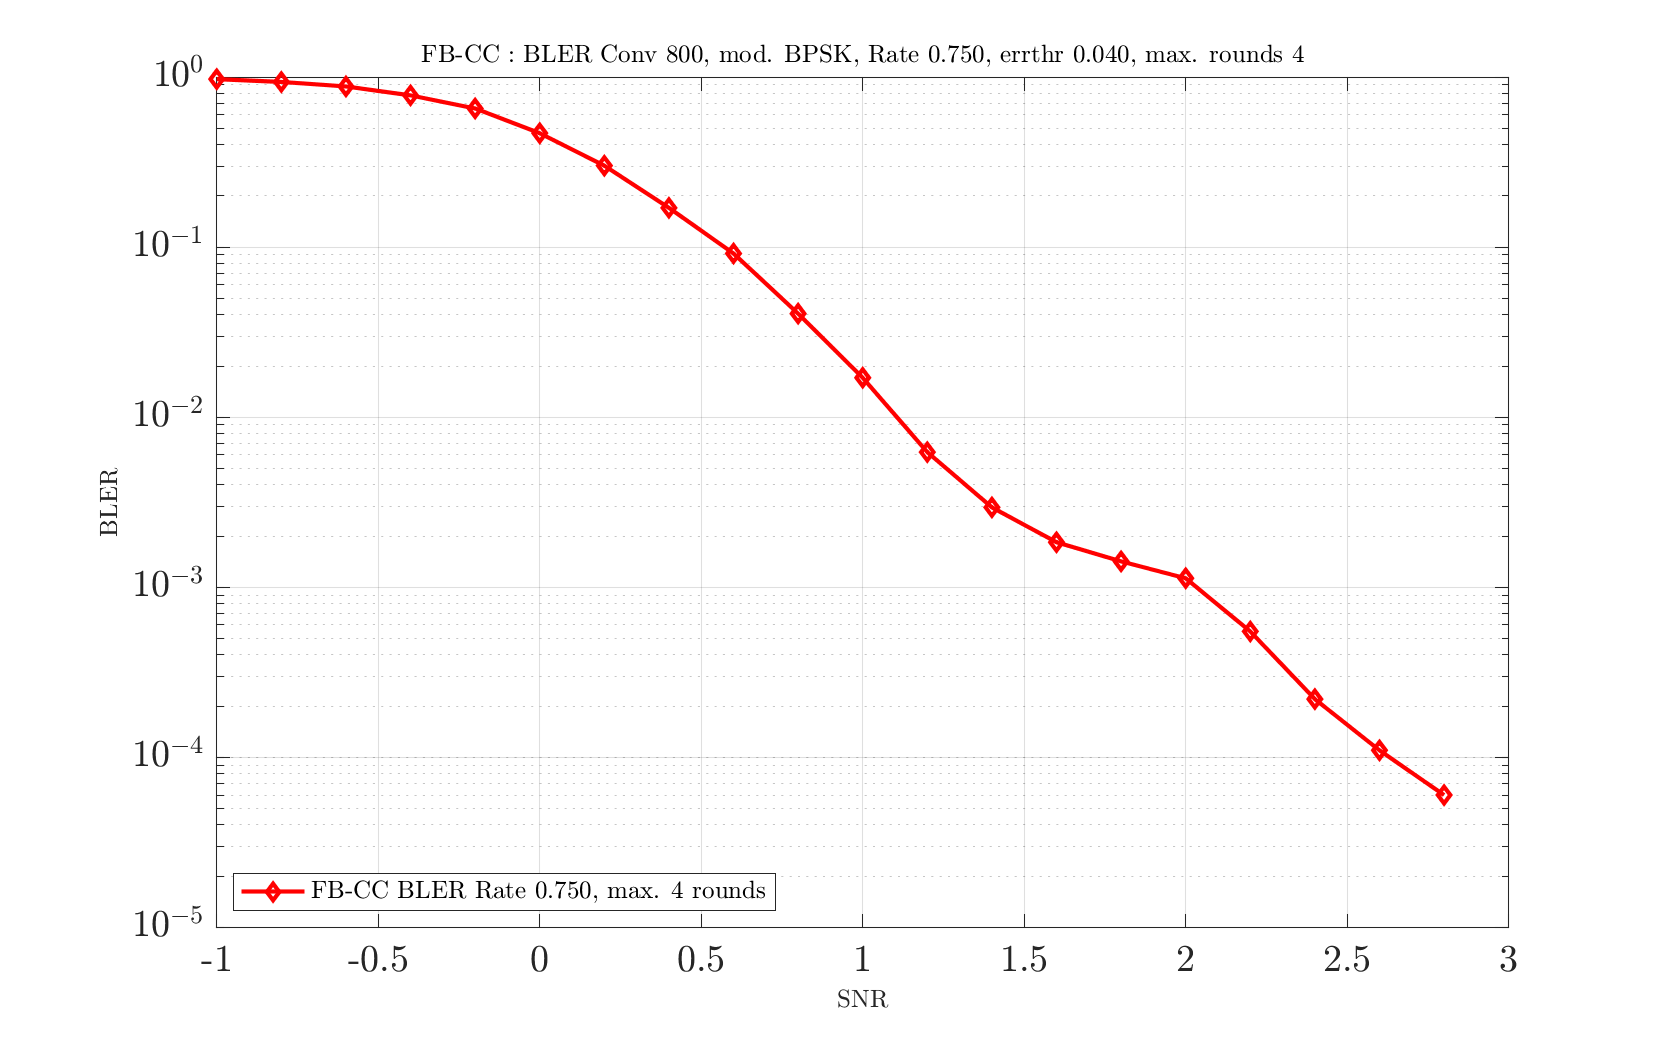 FB-CC : BLER Conv 800, mod. BPSK, Rate 0.750, errthr 0.040, max. rounds 4
10^0
10^−1
10^−2
10^−3
10^−4
10^−5
BLER
FB-CC BLER Rate 0.750, max. 4 rounds
-1 -0.5 0 0.5 1 1.5 2 2.5 3
SNR